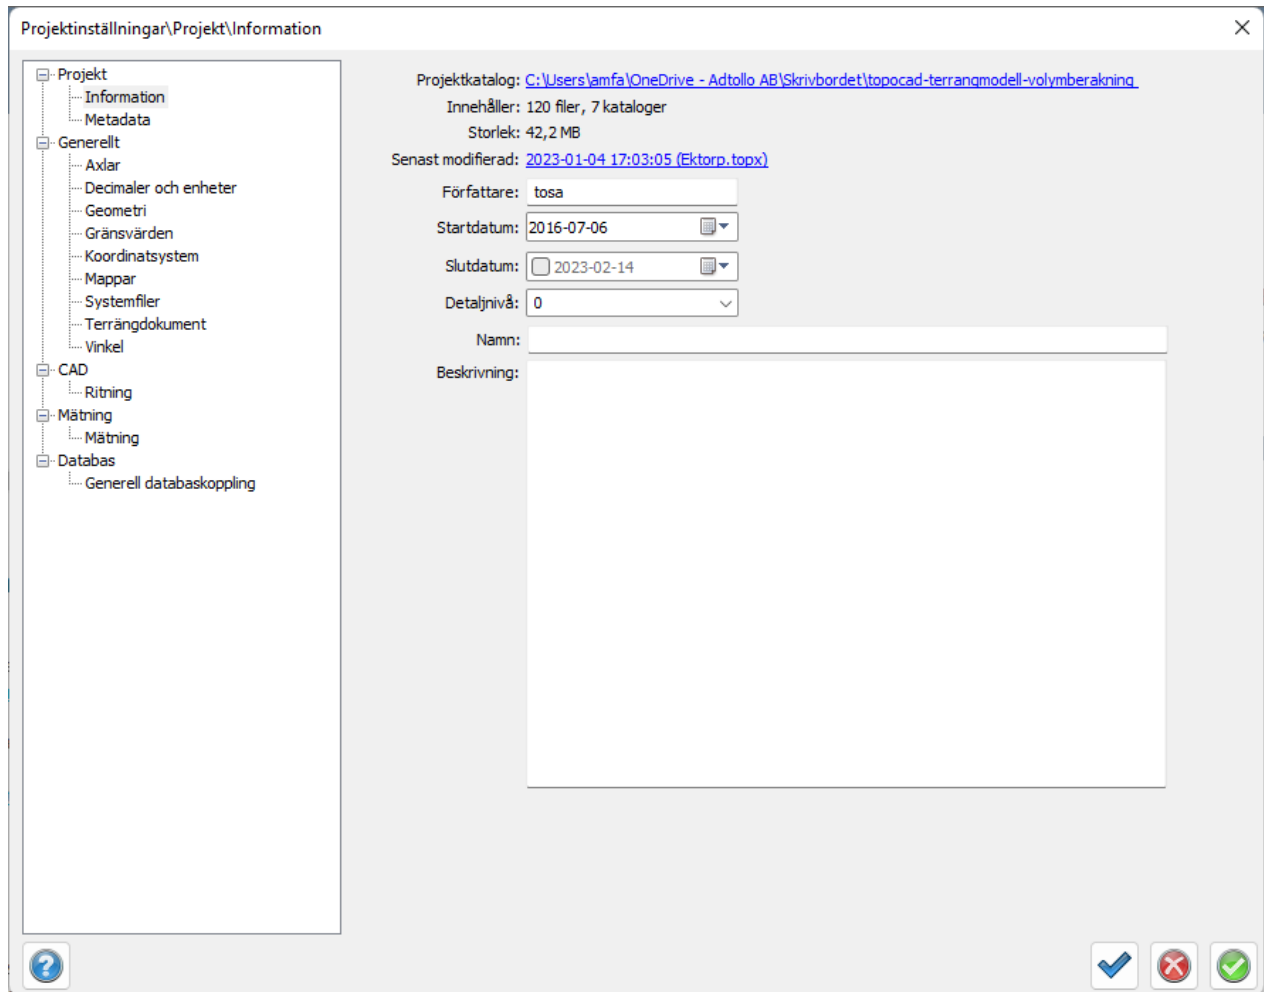 Projektinställningar\Projekt\Information
Projekt
Information
Metadata
Generellt
Axlar
Decimaler och enheter
Geometri
Gränsvärden
Koordinatsystem
Mappar
Systemfiler
Terrängdokument
Vinkel
CAD
Ritning
Mätning
Mätning
Databas
Generell databaskoppling
Projektkatalog: C:\Users\amfa\OneDrive - Adtollo AB\Skrivbordet\topocad-terrangmodell-volymberakning
Innehåller: 120 filer, 7 kataloger
Storlek: 42,2 MB
Senast modifierad: 2023-01-04 17:03:05 (Ektorp.topx)
Författare: tosa
Startdatum: 2016-07-06
Slutdatum: 2023-02-14
Detaljnivå: 0
Namn:
Beskrivning: